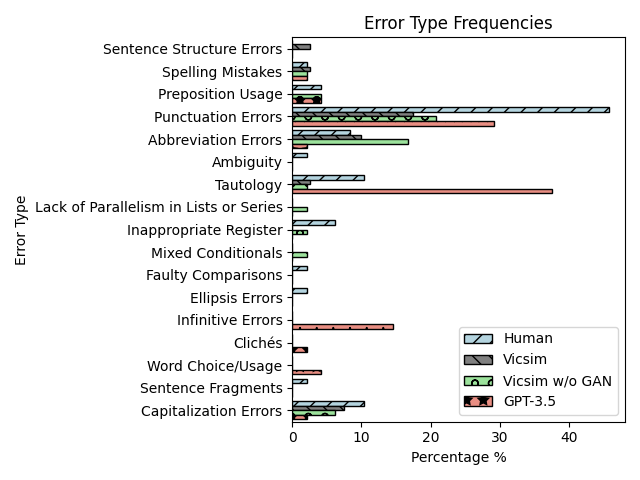 Error Type Frequencies
Sentence Structure Errors
Spelling Mistakes
Preposition Usage
Punctuation Errors
Abbreviation Errors
Ambiguity
Tautology
Lack of Parallelism in Lists or Series
Inappropriate Register
Mixed Conditionals
Faulty Comparisons
Ellipsis Errors
Infinitive Errors
Clichés
Word Choice/Usage
Sentence Fragments
Capitalization Errors
Error Type
Human
Vicsim
Vicsim w/o GAN
GPT-3.5
0 10 20 30 40
Percentage %